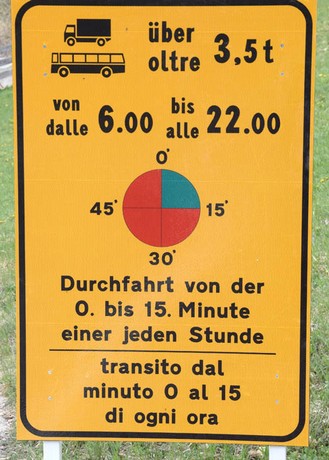 über
oltre 3,5t
von bis
dalle 6.00 alle 22.00
0'
45' 15'
30'
Durchfahrt von der
0. bis 15. Minute
einer jeden Stunde
transito dal
minuto 0 al 15
di ogni ora